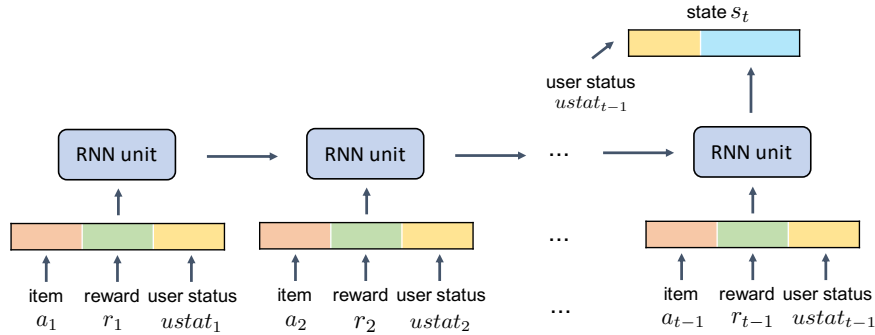 state $s_t$
user status
$ustat_{t-1}$
RNN unit
RNN unit
...
RNN unit
...
item
$a_1$
reward
$r_1$
user status
$ustat_1$
item
$a_2$
reward
$r_2$
user status
$ustat_2$
...
item
$a_{t-1}$
reward
$r_{t-1}$
user status
$ustat_{t-1}$